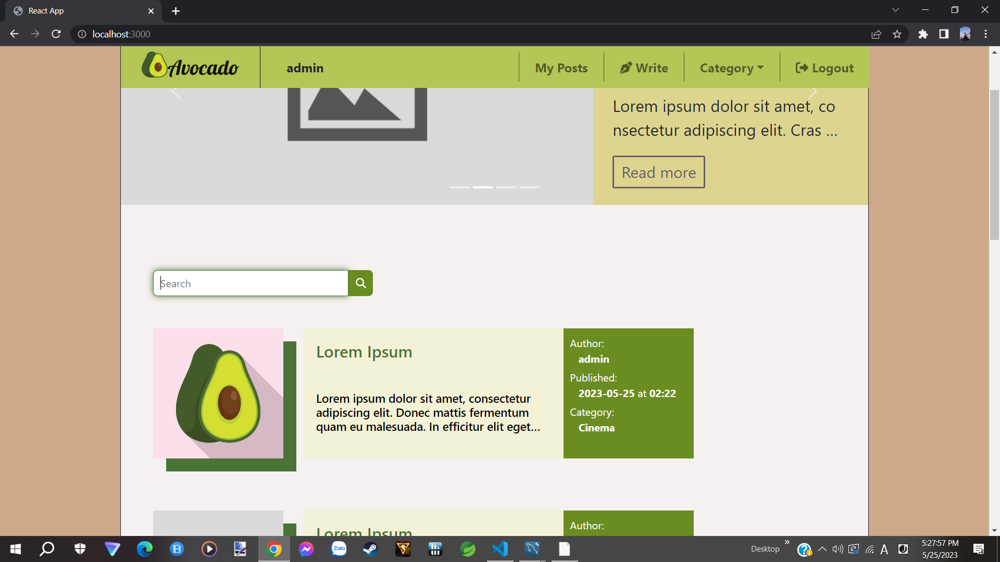 React App
localhost:3000
Avocado
admin
My Posts
Write
Category
Logout
Lorem ipsum dolor sit amet, co
nsectetur adipiscing elit. Cras ...
Read more
Search
Lorem Ipsum
Lorem ipsum dolor sit amet, consectetur
adipiscing elit. Donec mattis fermentum
quam eu malesuada. In efficitur elit eget...
Author:
admin
Published:
2023-05-25 at 02:22
Category:
Cinema
Lorem Ipsum
Author:
Zalo
Desktop
A
J
5:27:57 PM
5/25/2023